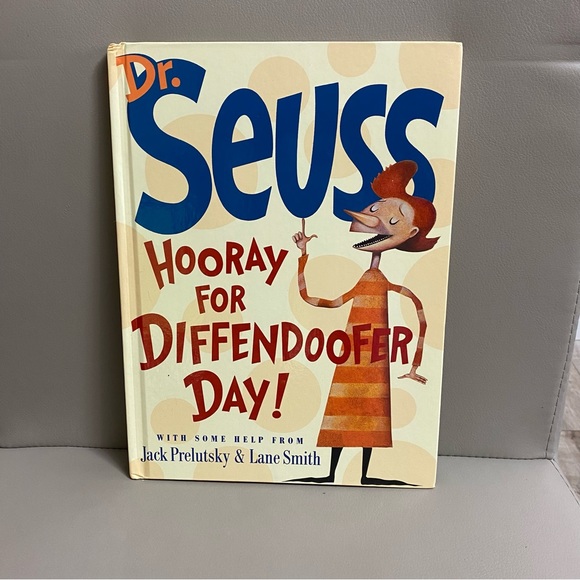 Dr.
Seuss
HOORAY
FOR
DIFFENDOOFER
DAY!
WITH SOME HELP FROM
Jack Prelutsky & Lane Smith